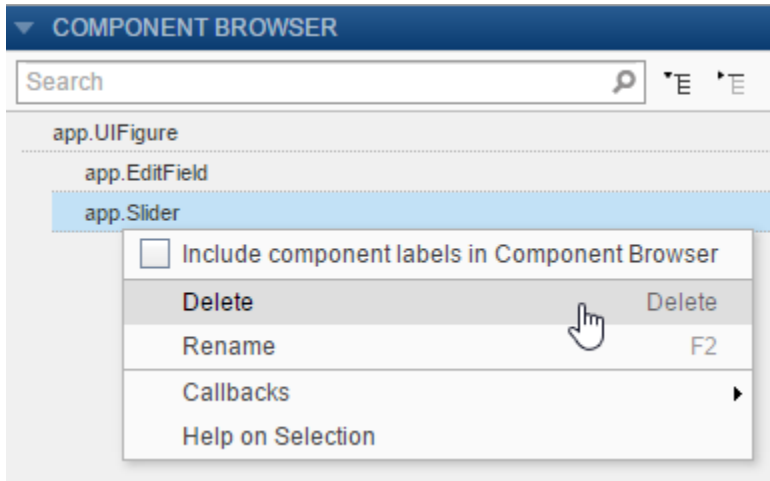 COMPONENT BROWSER
Search
app.UIFigure
app.EditField
app.Slider
Include component labels in Component Browser
Delete Delete
Rename F2
Callbacks
Help on Selection